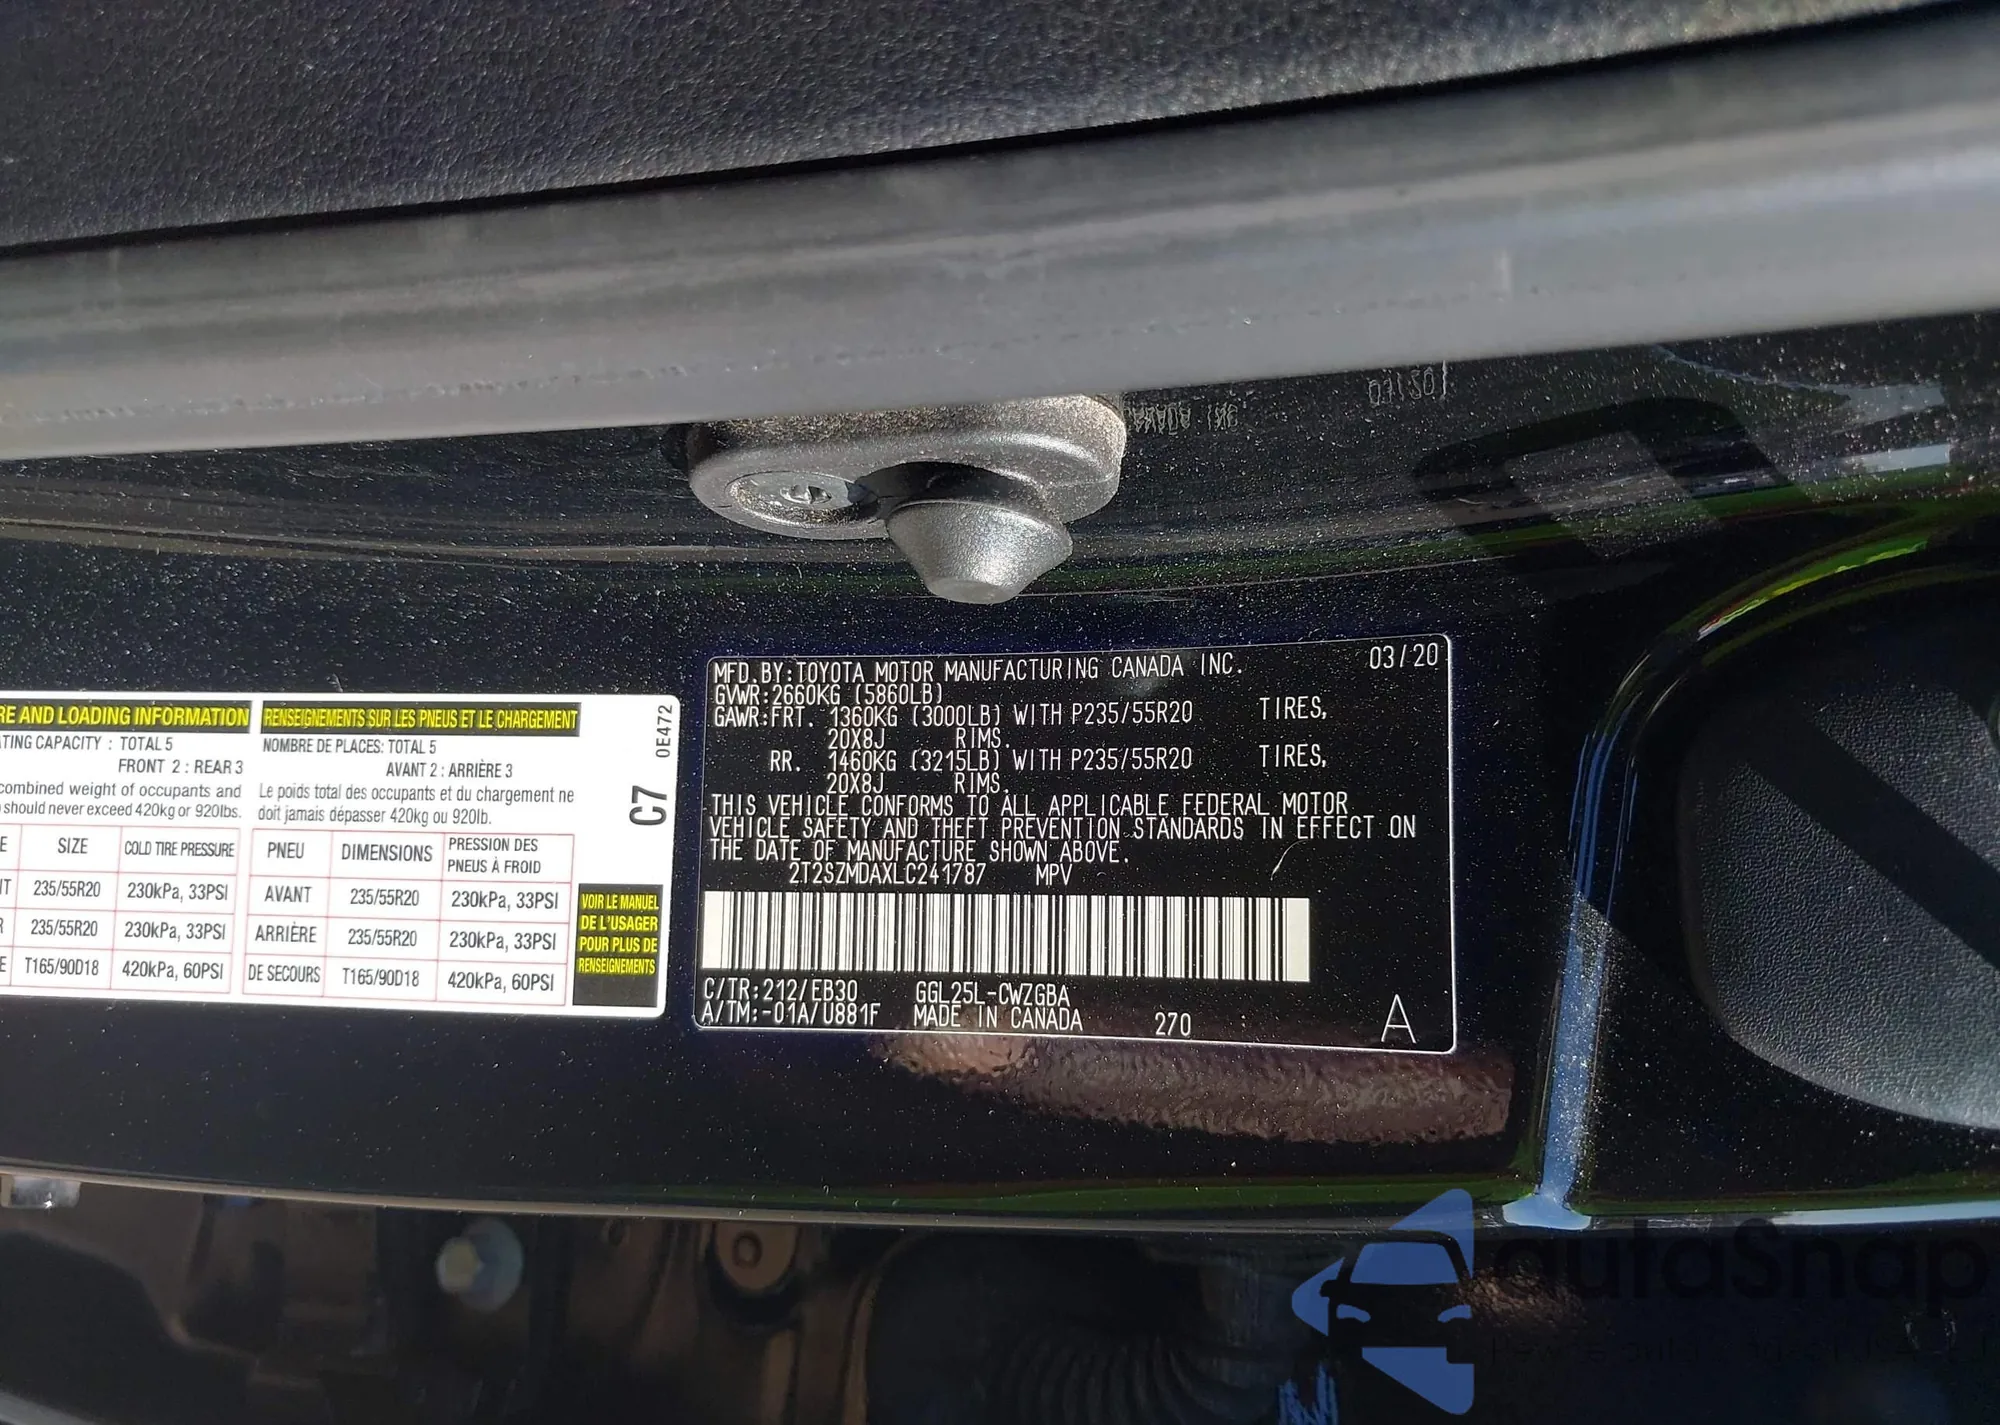 RE AND LOADING INFORMATION
TING CAPACITY : TOTAL 5
FRONT 2 : REAR 3
combined weight of occupants and
should never exceed 420kg or 920lbs.
SIZE COLD TIRE PRESSURE
235/55R20 230kPa, 33PSI
235/55R20 230kPa, 33PSI
T165/90D18 420kPa, 60PSI
RENSEIGNEMENTS SUR LES PNEUS ET LE CHARGEMENT
NOMBRE DE PLACES: TOTAL 5
AVANT 2 : ARRIÈRE 3
Le poids total des occupants et du chargement ne
doit jamais dépasser 420kg ou 920lb.
PNEU DIMENSIONS PRESSION DES
PNEUS À FROID
AVANT 235/55R20 230kPa, 33PSI
ARRIÈRE 235/55R20 230kPa, 33PSI
DE SECOURS T165/90D18 420kPa, 60PSI
VOIR LE MANUEL
DE L'USAGER
POUR PLUS DE
RENSEIGNEMENTS
C7 0E472
MFD.BY:TOYOTA MOTOR MANUFACTURING CANADA INC. 03/20
GVWR:2660KG (5860LB)
GAWR:FRT. 1360KG (3000LB) WITH P235/55R20 TIRES,
20X8J RIMS.
RR. 1460KG (3215LB) WITH P235/55R20 TIRES,
20X8J RIMS.
THIS VEHICLE CONFORMS TO ALL APPLICABLE FEDERAL MOTOR
VEHICLE SAFETY AND THEFT PREVENTION STANDARDS IN EFFECT ON
THE DATE OF MANUFACTURE SHOWN ABOVE.
2T2SZMDAXLC241787 MPV
C/TR:212/EB30 GGL25L-CWZGBA
A/TM:-01A/U881F MADE IN CANADA 270 A
autaSnap